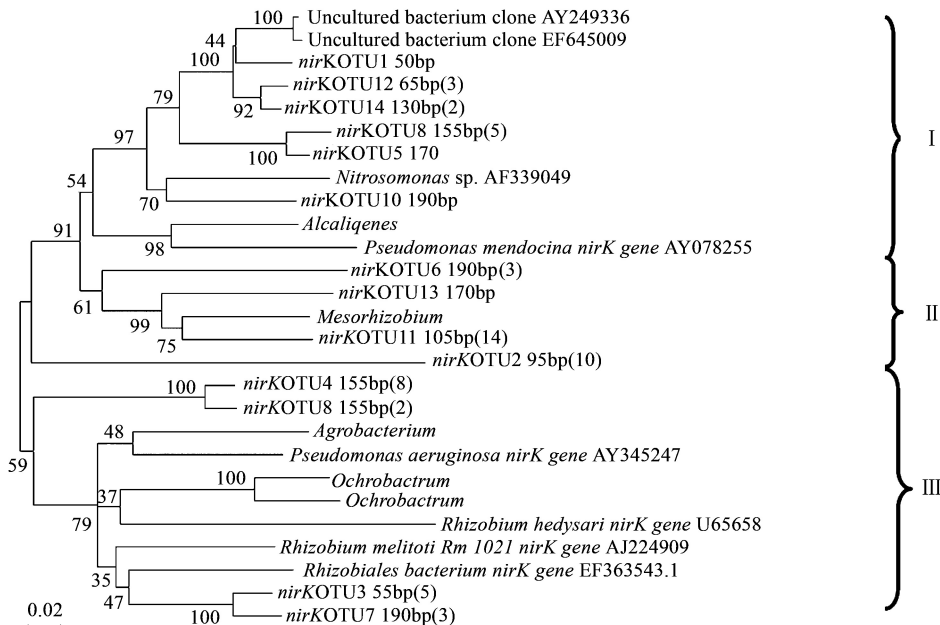 100 Uncultured bacterium clone AY249336
44 Uncultured bacterium clone EF645009
100 nirKOTU1 50bp
nirKOTU12 65bp(3)
79 92 nirKOTU14 130bp(2)
nirKOTU8 155bp(5)
97 100 nirKOTU5 170
I
54 Nitrosomonas sp. AF339049
70 nirKOTU10 190bp
91 Alcaliqenes
98 Pseudomonas mendocina nirK gene AY078255
nirKOTU6 190bp(3)
61 nirKOTU13 170bp
99 Mesorhizobium
II
75 nirKOTU11 105bp(14)
nirKOTU2 95bp(10)
100 nirKOTU4 155bp(8)
nirKOTU8 155bp(2)
48 Agrobacterium
59 Pseudomonas aeruginosa nirK gene AY345247
100 Ochrobactrum
III
37 Ochrobactrum
79 Rhizobium hedysari nirK gene U65658
Rhizobium melitoti Rm 1021 nirK gene AJ224909
35 Rhizobiales bacterium nirK gene EF363543.1
47 nirKOTU3 55bp(5)
0.02 100 nirKOTU7 190bp(3)